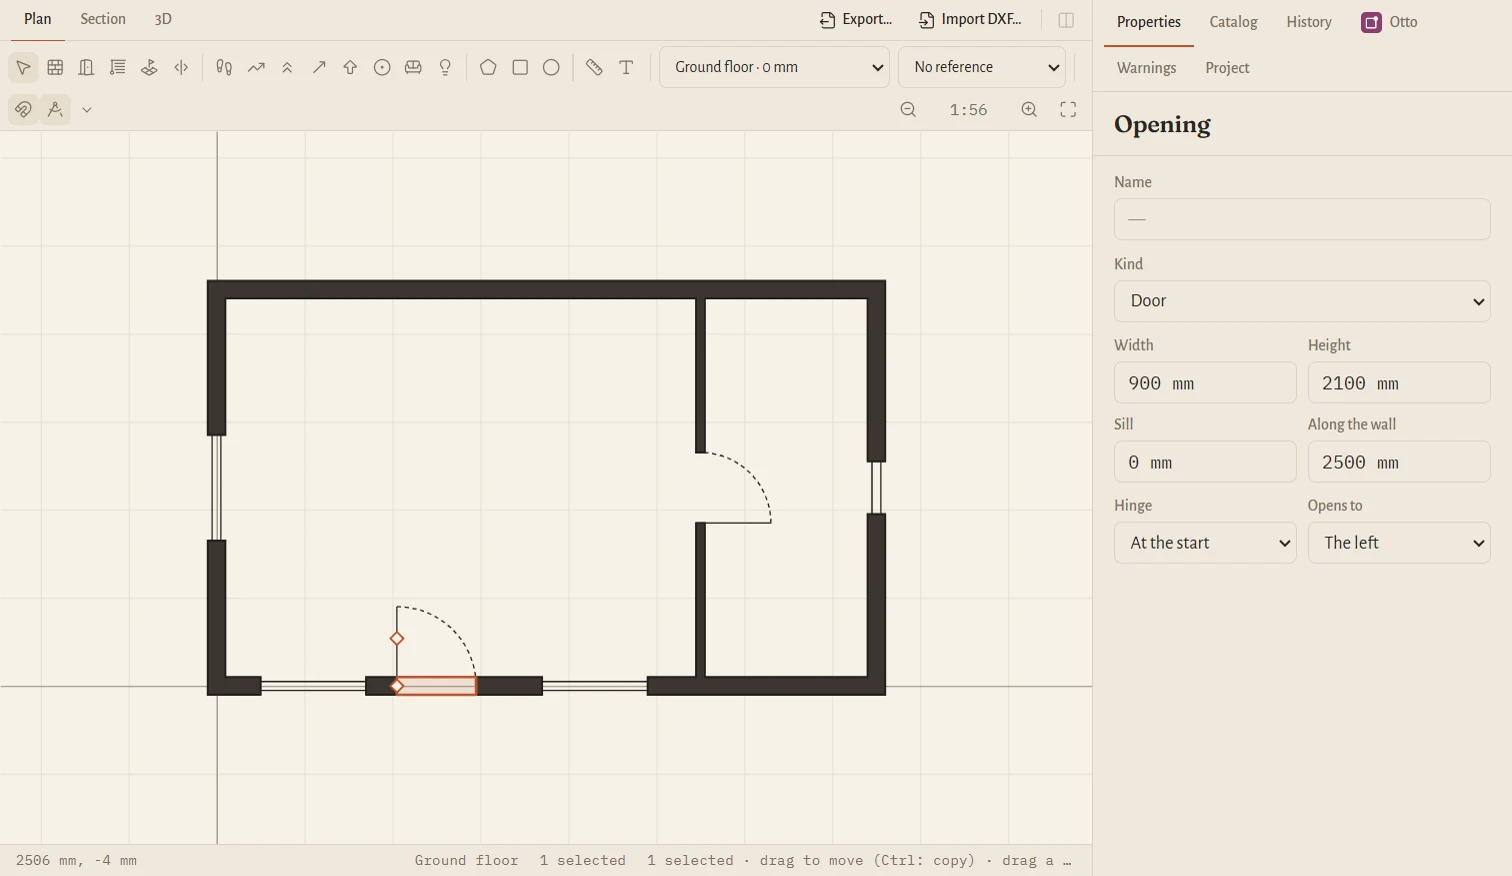 Plan Section 3D Export... Import DXF...
Properties Catalog History Otto
Ground floor · 0 mm No reference
Warnings Project
1:56
Opening
Name
—
Kind
Door
Width Height
900 mm 2100 mm
Sill Along the wall
0 mm 2500 mm
Hinge Opens to
At the start The left
2506 mm, -4 mm Ground floor 1 selected 1 selected · drag to move (Ctrl: copy) · drag a …